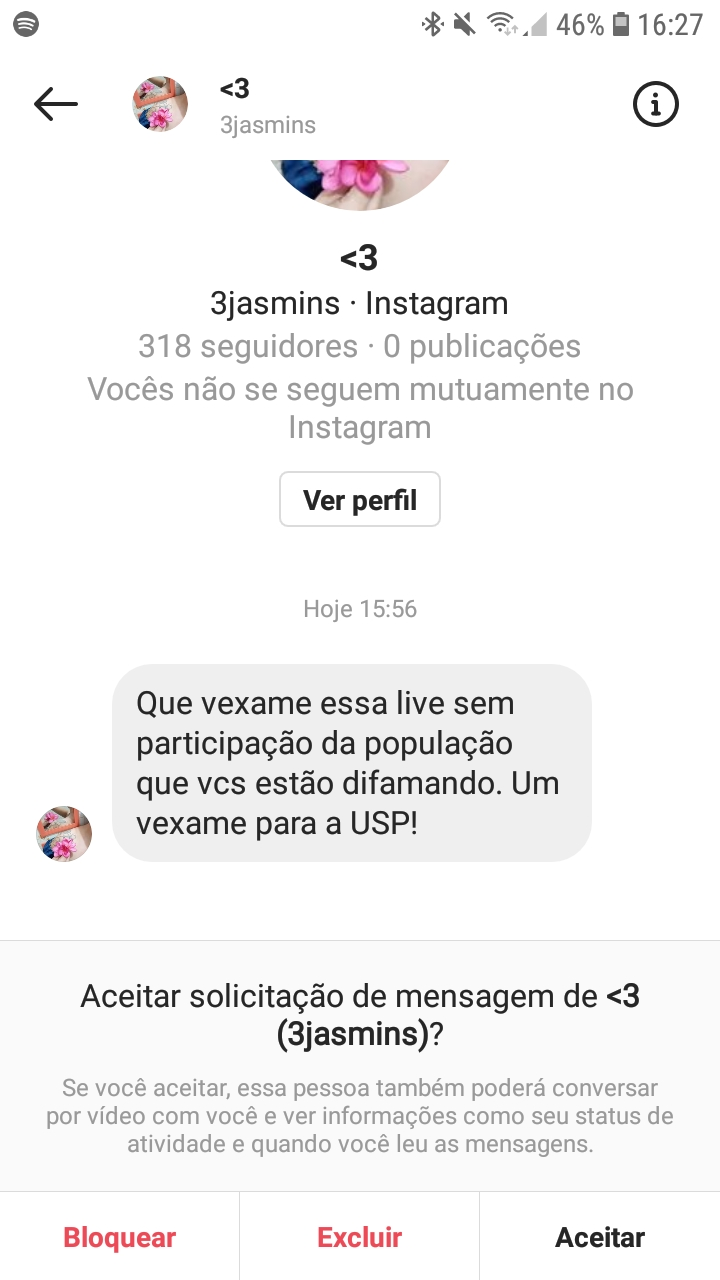 46% 16:27
<3
3jasmins
<3
3jasmins · Instagram
318 seguidores · 0 publicações
Vocês não se seguem mutuamente no
Instagram
Ver perfil
Hoje 15:56
Que vexame essa live sem
participação da população
que vcs estão difamando. Um
vexame para a USP!
Aceitar solicitação de mensagem de <3
(3jasmins)?
Se você aceitar, essa pessoa também poderá conversar
por vídeo com você e ver informações como seu status de
atividade e quando você leu as mensagens.
Bloquear Excluir Aceitar